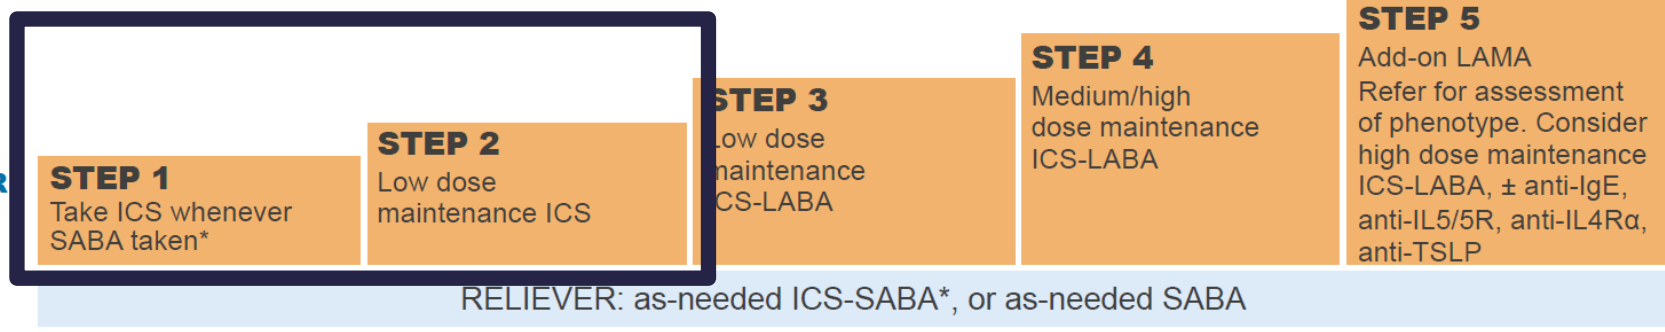 STEP 1
Take ICS whenever
SABA taken*
STEP 2
Low dose
maintenance ICS
STEP 3
Low dose
maintenance
ICS-LABA
STEP 4
Medium/high
dose maintenance
ICS-LABA
STEP 5
Add-on LAMA
Refer for assessment
of phenotype. Consider
high dose maintenance
ICS-LABA, ± anti-IgE,
anti-IL5/5R, anti-IL4Rα,
anti-TSLP
R
RELIEVER: as-needed ICS-SABA*, or as-needed SABA